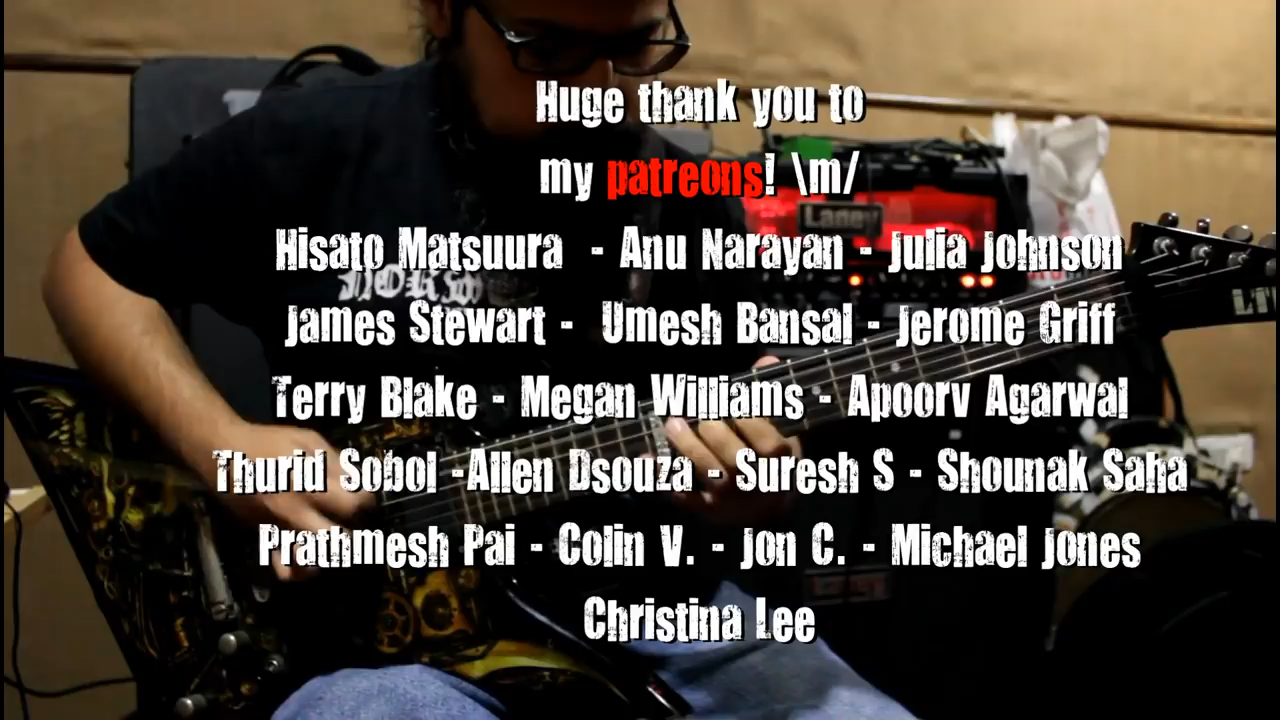 Huge thank you to
my patreons! \m/
Laney
Hisato Matsuura - Anu Narayan - Julia Johnson
James Stewart - Umesh Bansal - Jerome Griff
Terry Blake - Megan Williams - Apoorv Agarwal
Thurid Sobol -Allen Dsouza - Suresh S - Shounak Saha
Prathmesh Pai - Colin V. - Jon C. - Michael Jones
Christina Lee